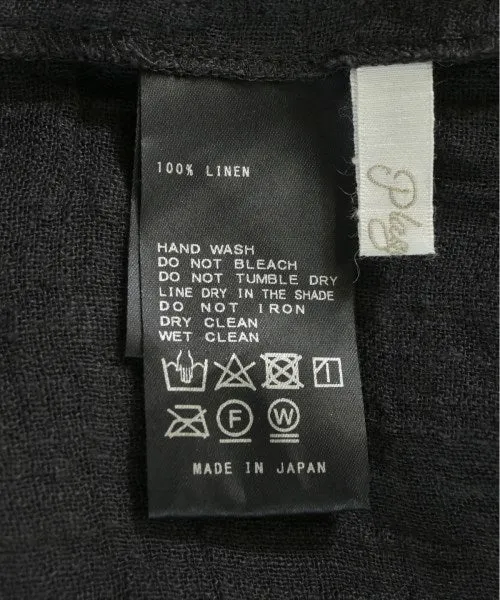 100% LINEN
HAND WASH
DO NOT BLEACH
DO NOT TUMBLE DRY
LINE DRY IN THE SHADE
DO NOT IRON
DRY CLEAN
WET CLEAN
F W
MADE IN JAPAN